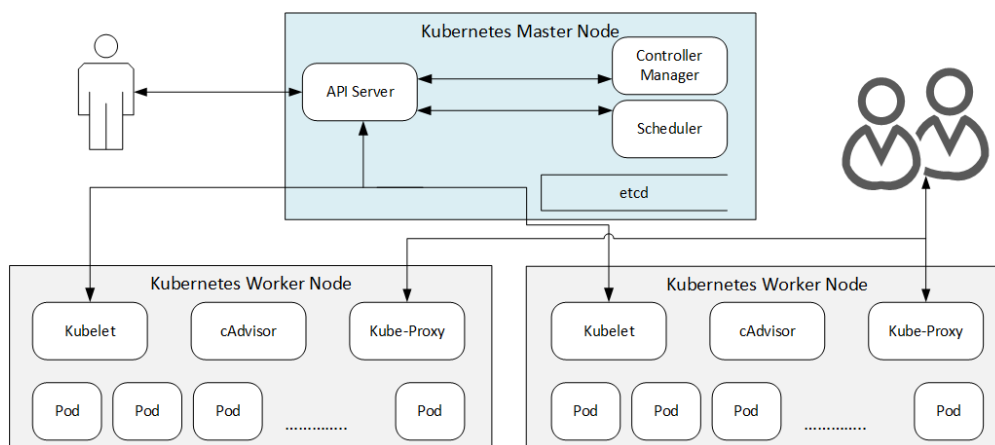 Kubernetes Master Node
API Server
Controller
Manager
Scheduler
etcd
Kubernetes Worker Node
Kubelet
cAdvisor
Kube-Proxy
Pod
Pod
Pod
..............
Pod
Kubernetes Worker Node
Kubelet
cAdvisor
Kube-Proxy
Pod
Pod
Pod
..............
Pod